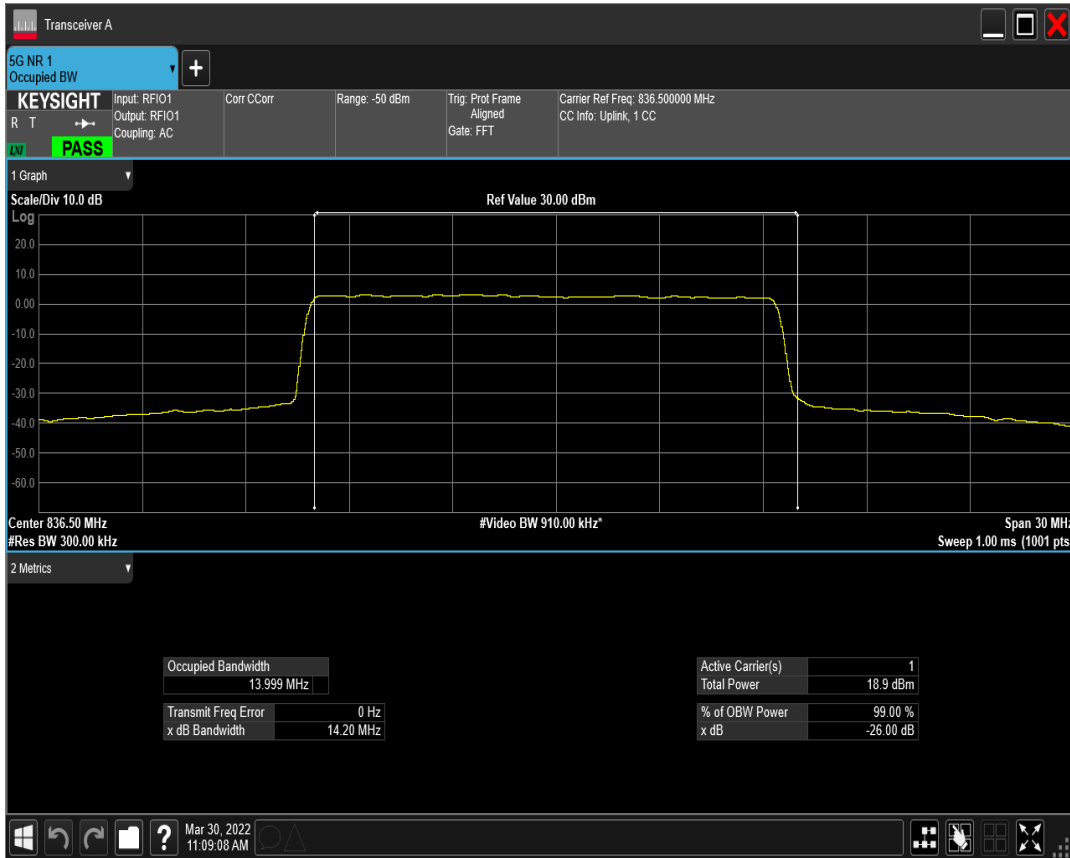 Transceiver A
5G NR 1
Occupied BW
+
KEYSIGHT
R T
LXI
PASS
Input: RFIO1
Output: RFIO1
Coupling: AC
Corr CCorr
Range: -50 dBm
Trig: Prot Frame
Aligned
Gate: FFT
Carrier Ref Freq: 836.500000 MHz
CC Info: Uplink, 1 CC
1 Graph
Scale/Div 10.0 dB
Ref Value 30.00 dBm
Log
20.0
10.0
0.00
-10.0
-20.0
-30.0
-40.0
-50.0
-60.0
Center 836.50 MHz
#Video BW 910.00 kHz*
Span 30 MHz
#Res BW 300.00 kHz
Sweep 1.00 ms (1001 pts
2 Metrics
Occupied Bandwidth
13.999 MHz
Transmit Freq Error 0 Hz
x dB Bandwidth 14.20 MHz
Active Carrier(s) 1
Total Power 18.9 dBm
% of OBW Power 99.00 %
x dB -26.00 dB
?
Mar 30, 2022
11:09:08 AM